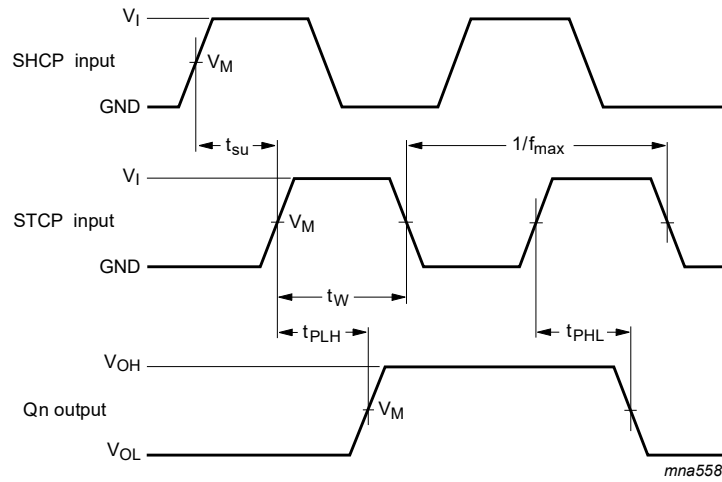 VI
SHCP input
VM
GND
tsu
1/fmax
VI
STCP input
VM
GND
tW
tPLH
tPHL
VOH
Qn output
VM
VOL
mna558